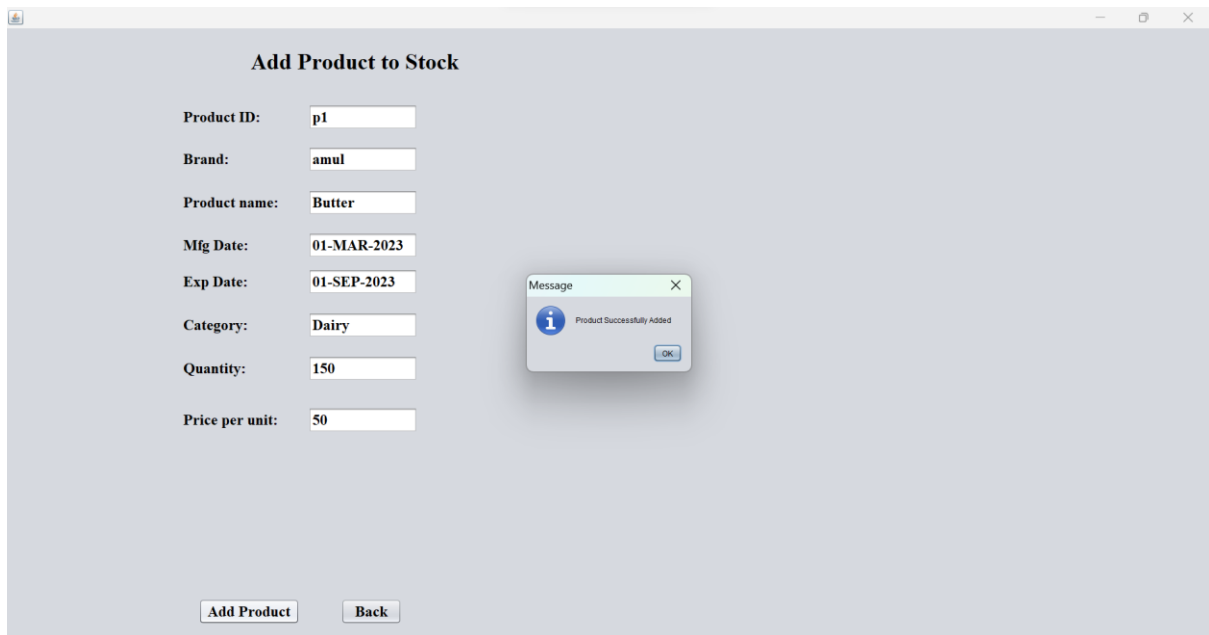 Add Product to Stock
Product ID: p1
Brand: amul
Product name: Butter
Mfg Date: 01-MAR-2023
Exp Date: 01-SEP-2023
Message
Product Successfully Added
OK
Category: Dairy
Quantity: 150
Price per unit: 50
Add Product Back